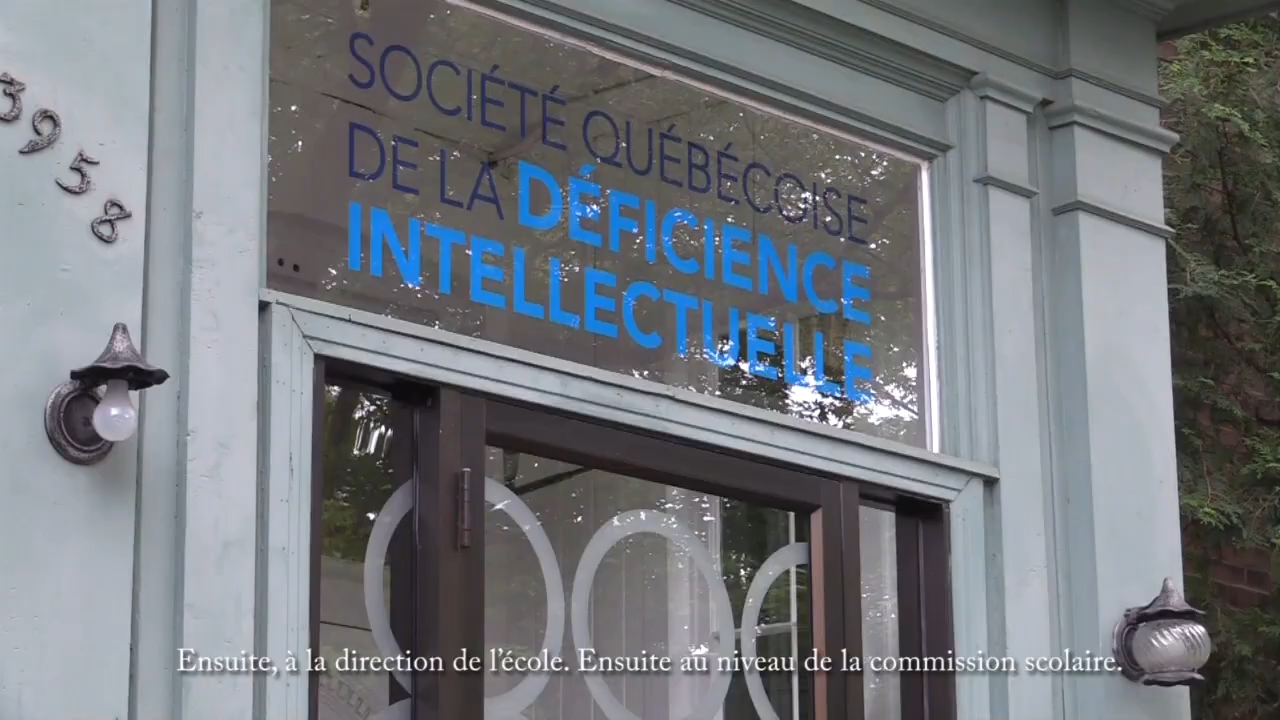 3958
SOCIÉTÉ QUÉBÉCOISE
DE LA DÉFICIENCE
INTELLECTUELLE
Ensuite, à la direction de l'école. Ensuite au niveau de la commission scolaire.